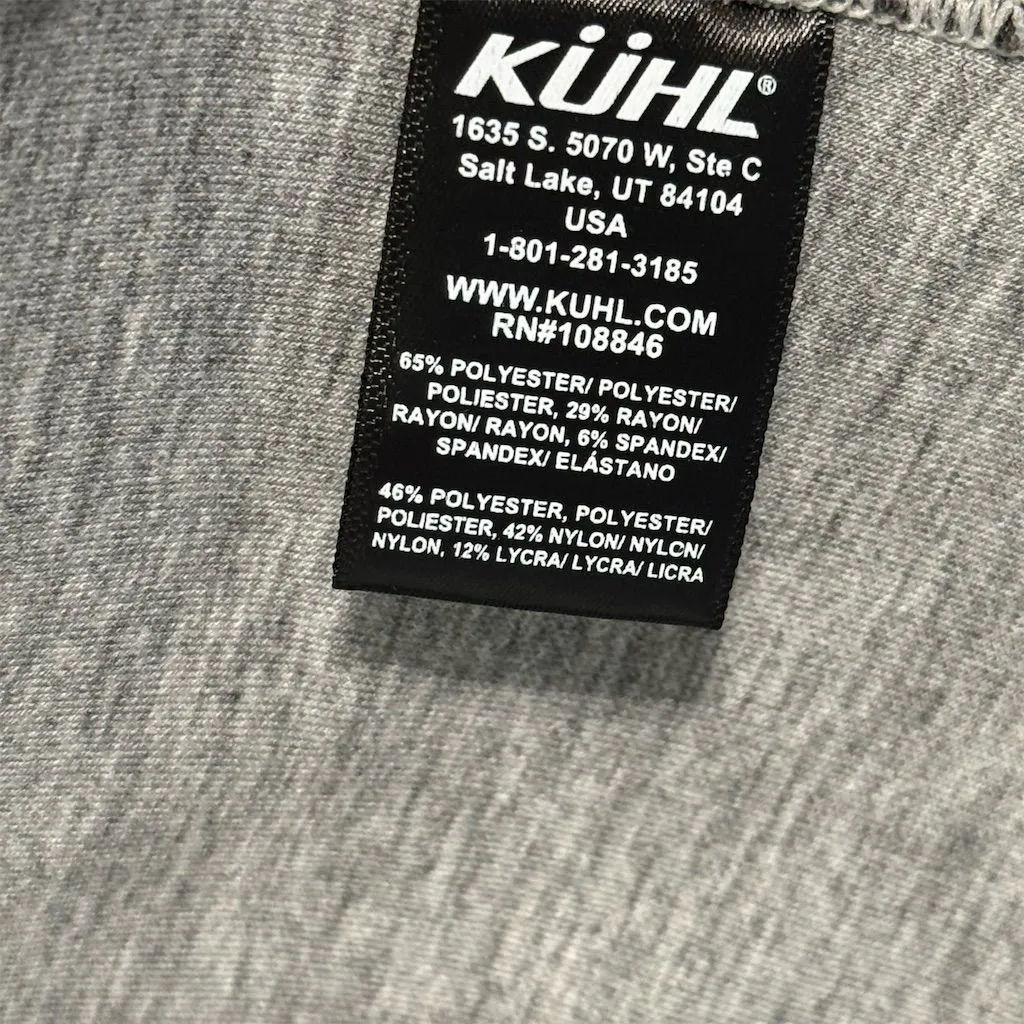 KÜHL®
1635 S. 5070 W, Ste C
Salt Lake, UT 84104
USA
1-801-281-3185
WWW.KUHL.COM
RN#108846
65% POLYESTER/ POLYESTER/
POLIESTER, 29% RAYON/
RAYON/ RAYON, 6% SPANDEX/
SPANDEX/ ELÁSTANO
46% POLYESTER, POLYESTER/
POLIESTER, 42% NYLON/ NYLON/
NYLON, 12% LYCRA/ LYCRA/ LICRA